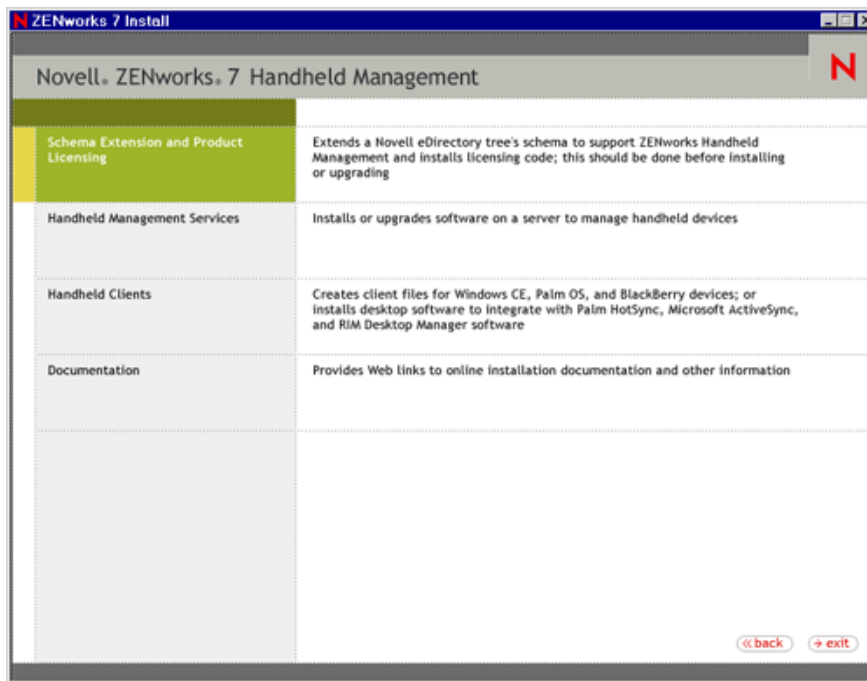 N ZENworks 7 Install
Novell® ZENworks® 7 Handheld Management
N
Schema Extension and Product
Licensing
Extends a Novell eDirectory tree's schema to support ZENworks Handheld
Management and installs licensing code; this should be done before installing
or upgrading
Handheld Management Services
Installs or upgrades software on a server to manage handheld devices
Handheld Clients
Creates client files for Windows CE, Palm OS, and BlackBerry devices; or
installs desktop software to integrate with Palm HotSync, Microsoft ActiveSync,
and RIM Desktop Manager software
Documentation
Provides Web links to online installation documentation and other information
«back
→ exit